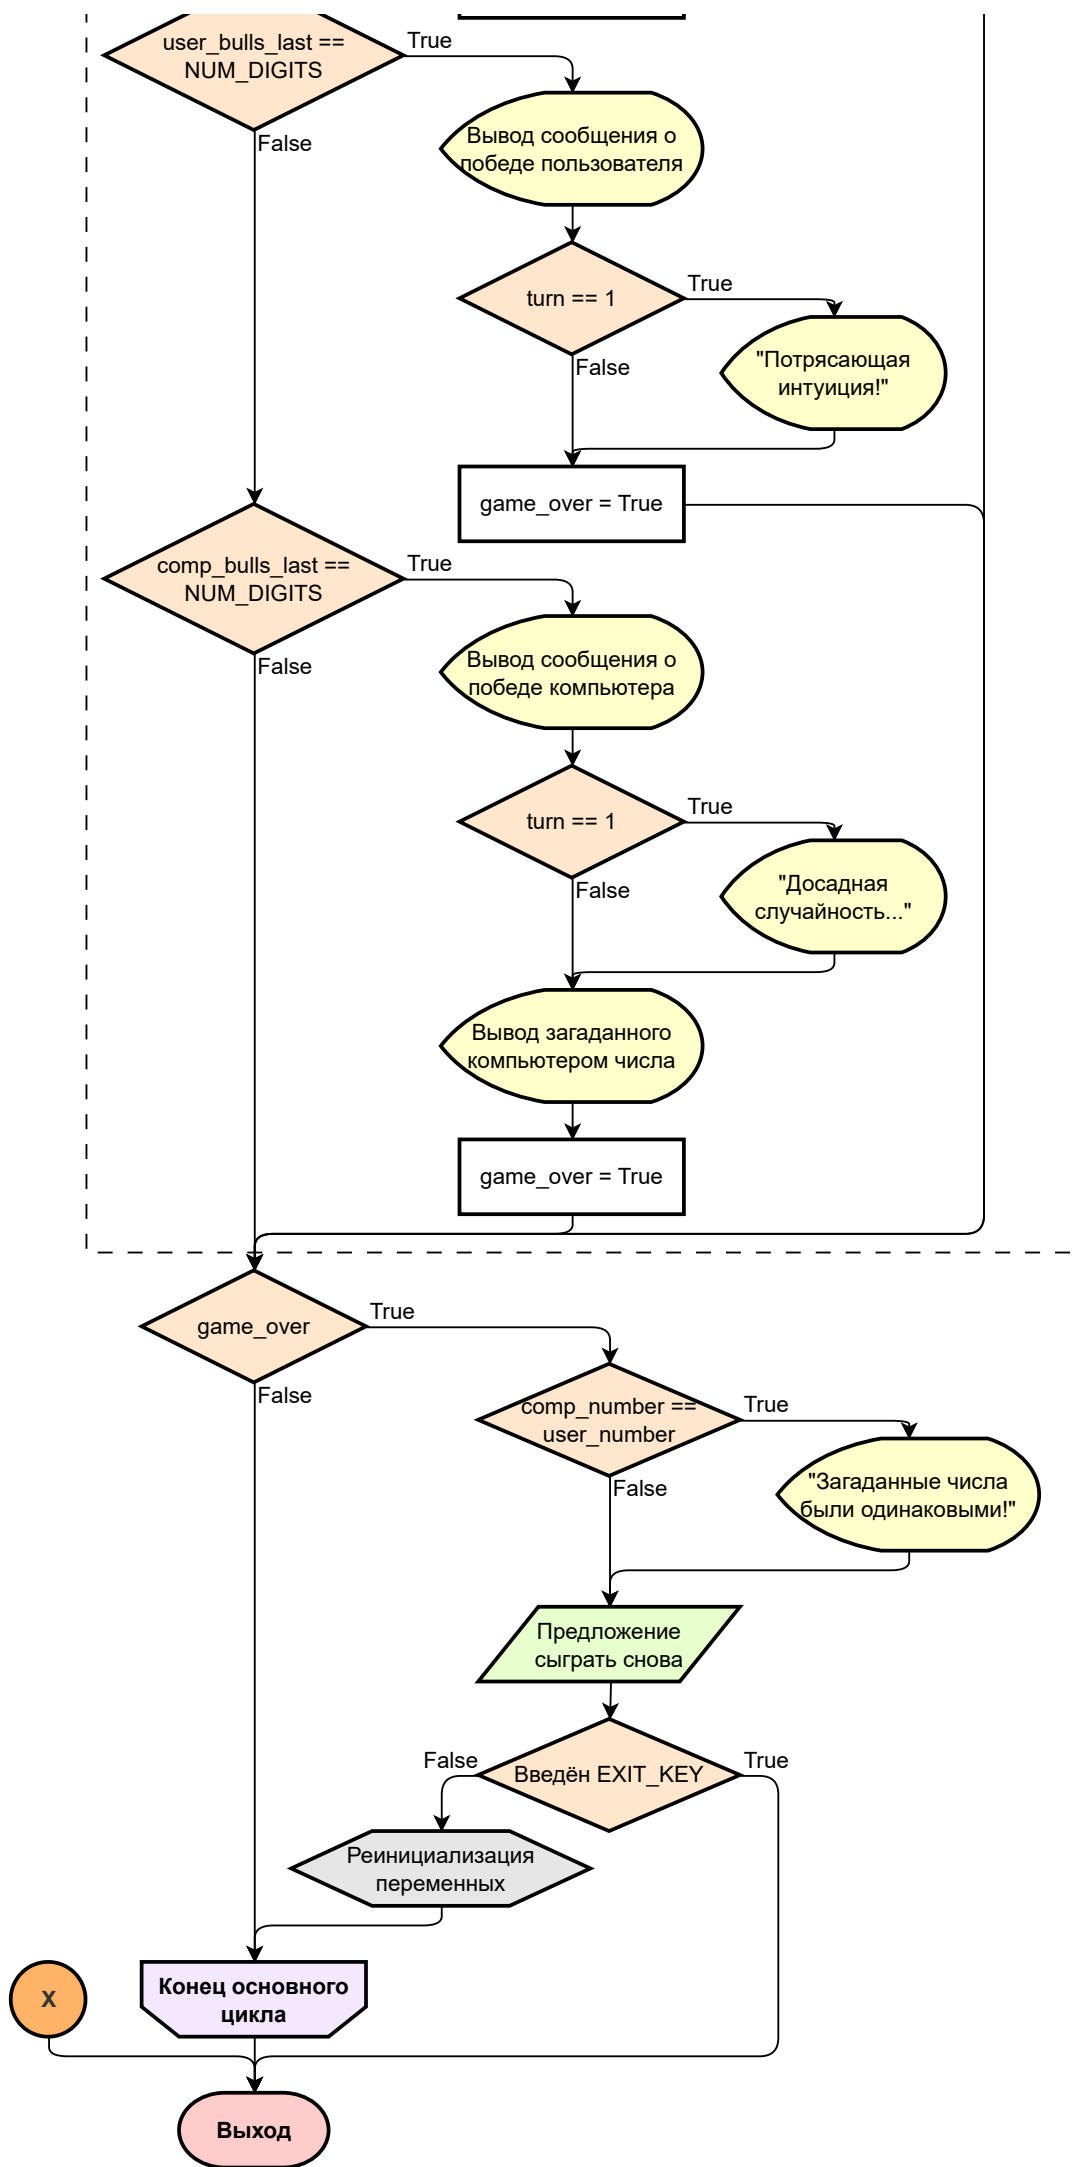 user_bulls_last ==
NUM_DIGITS
True
False
Вывод сообщения о
победе пользователя
turn == 1
True
False
"Потрясающая
интуиция!"
game_over = True
comp_bulls_last ==
NUM_DIGITS
True
False
Вывод сообщения о
победе компьютера
turn == 1
True
False
"Досадная
случайность..."
Вывод загаданного
компьютером числа
game_over = True
game_over
True
False
comp_number ==
user_number
True
False
"Загаданные числа
были одинаковыми!"
Предложение
сыграть снова
Введён EXIT_KEY
False
True
Реинициализация
переменных
X
Конец основного
цикла
Выход